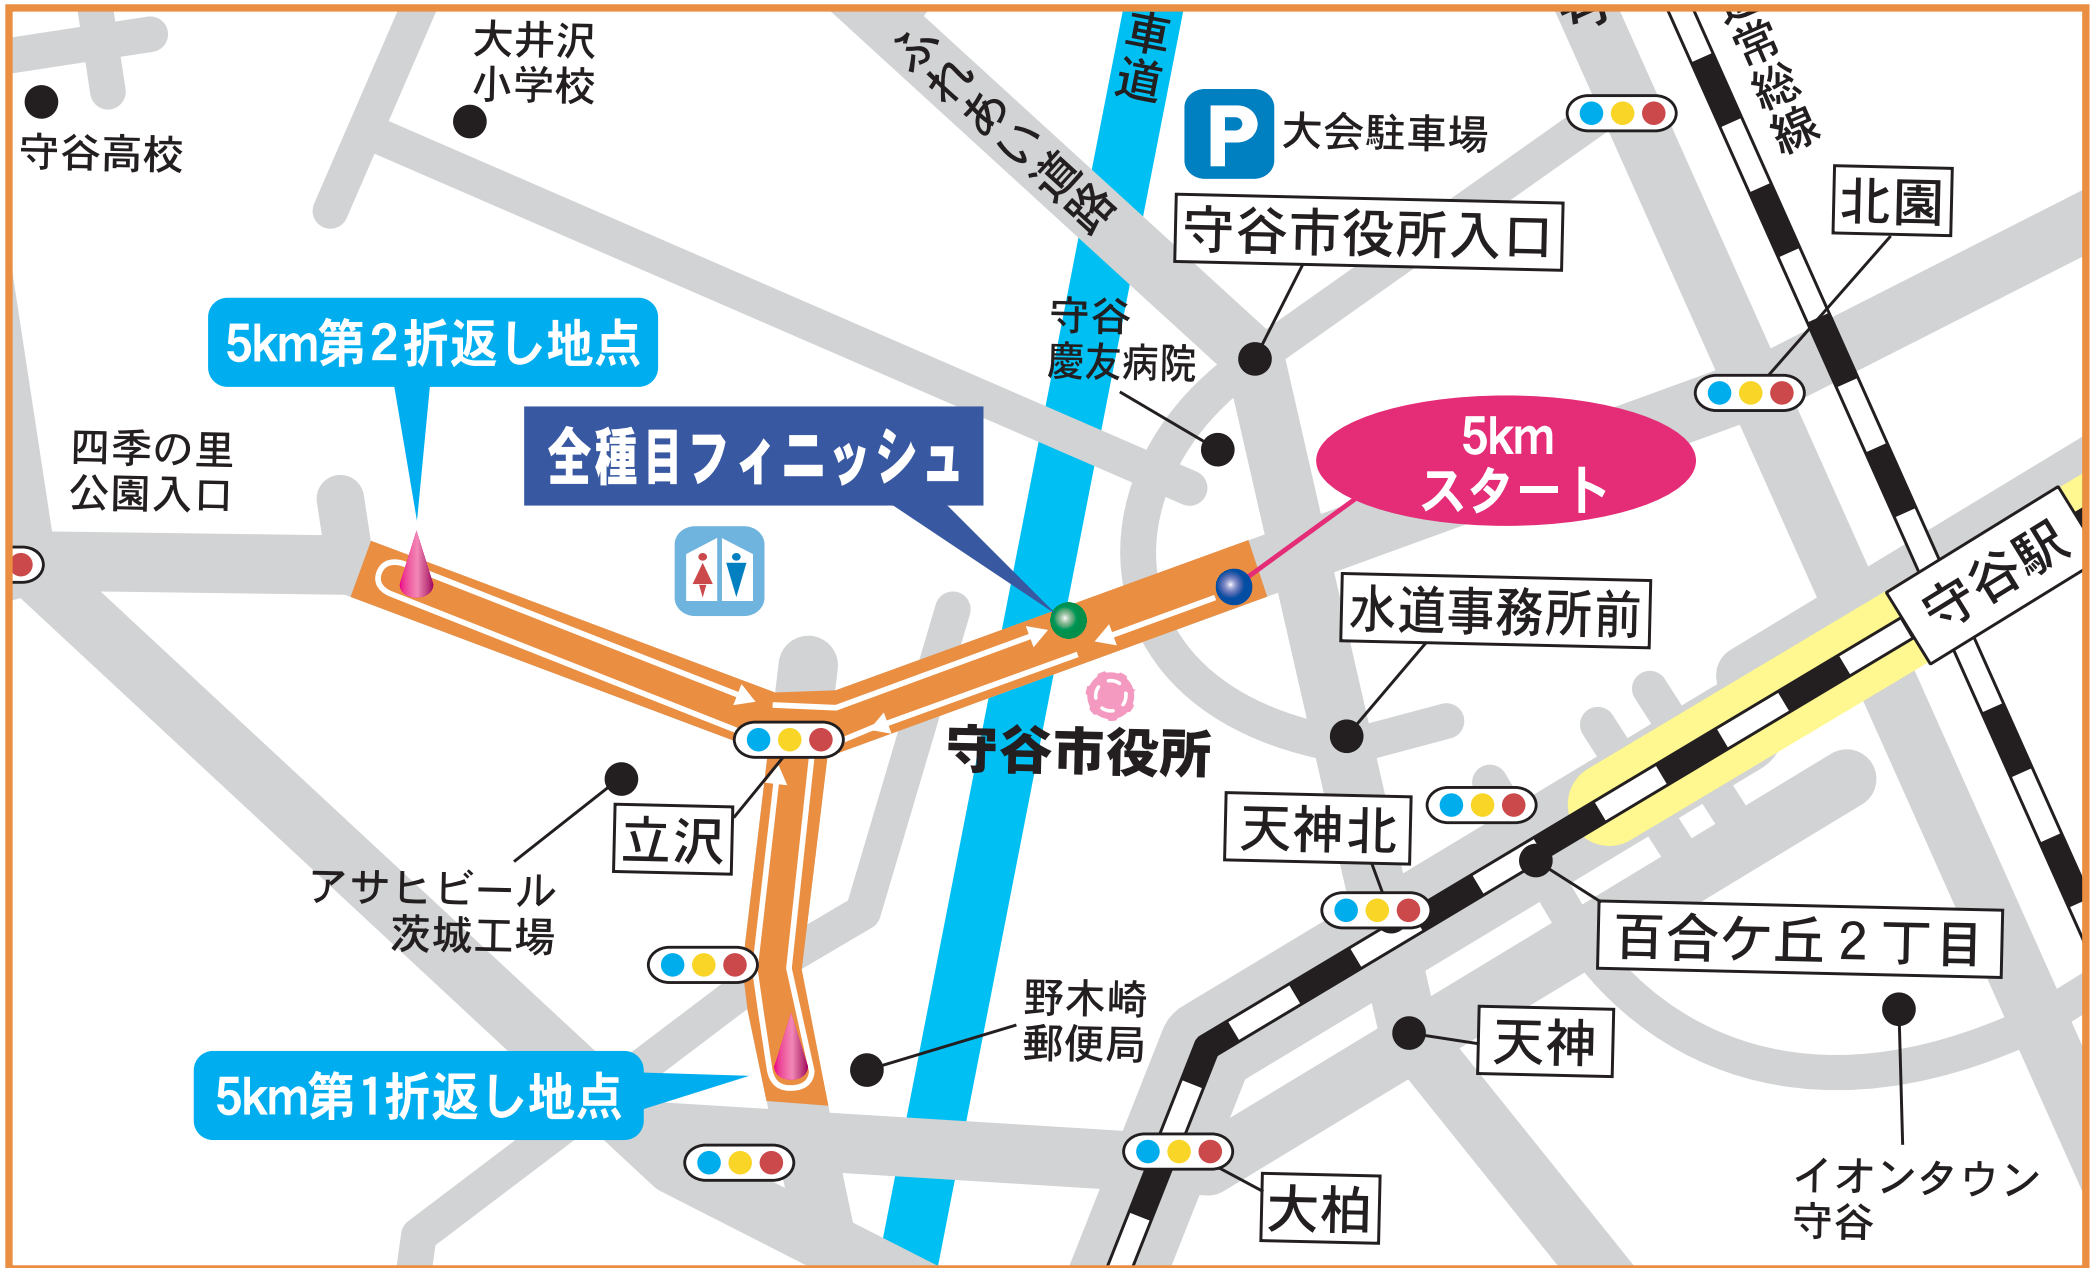 大井沢
小学校
守谷高校
ふれあい道路
車道
常総線
P
大会駐車場
守谷市役所入口
北園
守谷
慶友病院
5km第2折返し地点
全種目フィニッシュ
5km
スタート
四季の里
公園入口
水道事務所前
守谷駅
守谷市役所
立沢
天神北
アサヒビール
茨城工場
百合ケ丘2丁目
野木崎
郵便局
天神
5km第1折返し地点
大柏
イオンタウン
守谷